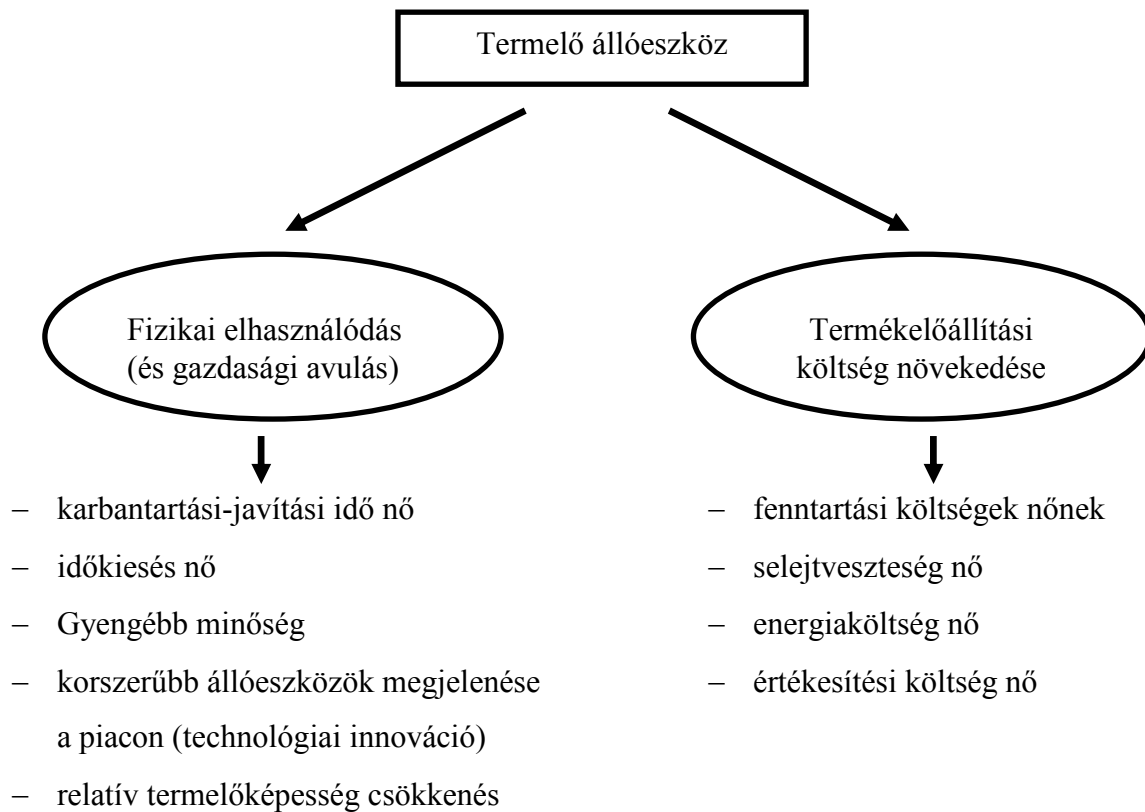 Termelő állóeszköz
Fizikai elhasználódás
(és gazdasági avulás)
– karbantartási-javítási idő nő
– időkiesés nő
– Gyengébb minőség
– korszerűbb állóeszközök megjelenése
a piacon (technológiai innováció)
– relatív termelőképesség csökkenés
Termékelőállítási
költség növekedése
– fenntartási költségek nőnek
– selejtveszteség nő
– energiaköltség nő
– értékesítési költség nő